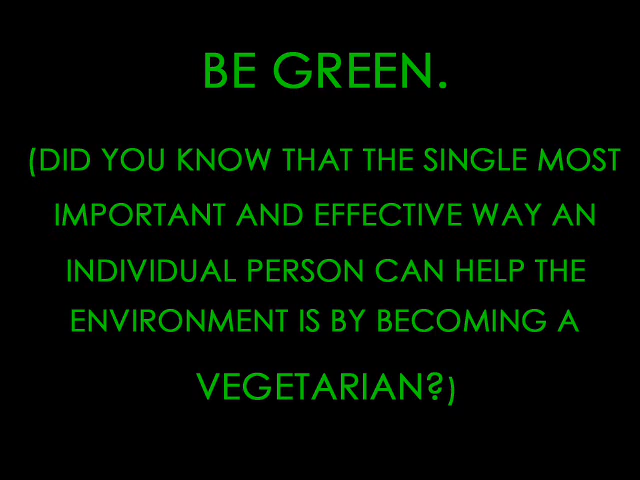 BE GREEN.
(DID YOU KNOW THAT THE SINGLE MOST
IMPORTANT AND EFFECTIVE WAY AN
INDIVIDUAL PERSON CAN HELP THE
ENVIRONMENT IS BY BECOMING A
VEGETARIAN?)